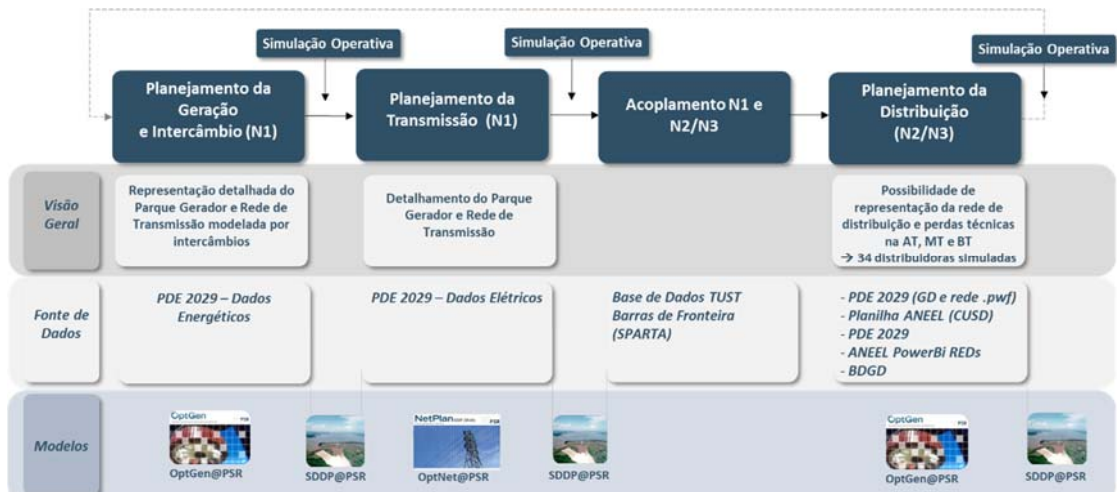 Simulação Operativa
Simulação Operativa
Simulação Operativa
Planejamento da
Geração
e Intercâmbio (N1)
Planejamento da
Transmissão (N1)
Acoplamento N1 e
N2/N3
Planejamento da
Distribuição
(N2/N3)
Visão
Geral
Representação detalhada do
Parque Gerador e Rede de
Transmissão modelada por
intercâmbios
Detalhamento do Parque
Gerador e Rede de
Transmissão
Possibilidade de
representação da rede de
distribuição e perdas técnicas
na AT, MT e BT
→ 34 distribuidoras simuladas
Fonte de
Dados
PDE 2029 – Dados
Energéticos
PDE 2029 – Dados Elétricos
Base de Dados TUST
Barras de Fronteira
(SPARTA)
- PDE 2029 (GD e rede .pwf)
- Planilha ANEEL (CUSD)
- PDE 2029
- ANEEL PowerBi REDs
- BDGD
Modelos
OptGen
PSR
OptGen@PSR
SDDP@PSR
NetPlan
PSR
OptNet@PSR
SDDP@PSR
OptGen
PSR
OptGen@PSR
SDDP@PSR